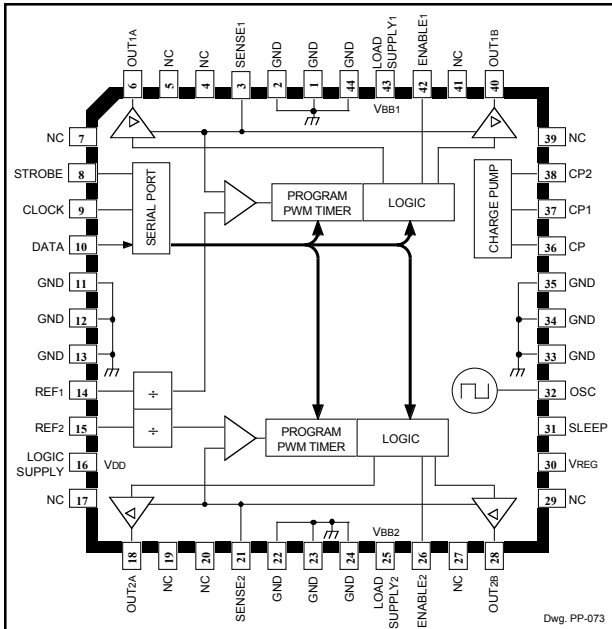 OUT1A
NC
NC
SENSE1
GND
GND
GND
LOAD
SUPPLY1
ENABLE1
NC
OUT1B
6
5
4
3
2
1
44
43
42
41
40
VBB1
NC
7
STROBE
8
CLOCK
9
DATA
10
GND
11
GND
12
GND
13
REF1
14
REF2
15
LOGIC
SUPPLY
16
VDD
NC
17
SERIAL PORT
PROGRAM
PWM TIMER
LOGIC
CHARGE PUMP
÷
÷
PROGRAM
PWM TIMER
LOGIC
39
NC
38
CP2
37
CP1
36
CP
35
GND
34
GND
33
GND
32
OSC
31
SLEEP
30
VREG
29
NC
VBB2
18
19
20
21
22
23
24
25
26
27
28
OUT2A
NC
NC
SENSE2
GND
GND
GND
LOAD
SUPPLY2
ENABLE2
NC
OUT2B
Dwg. PP-073